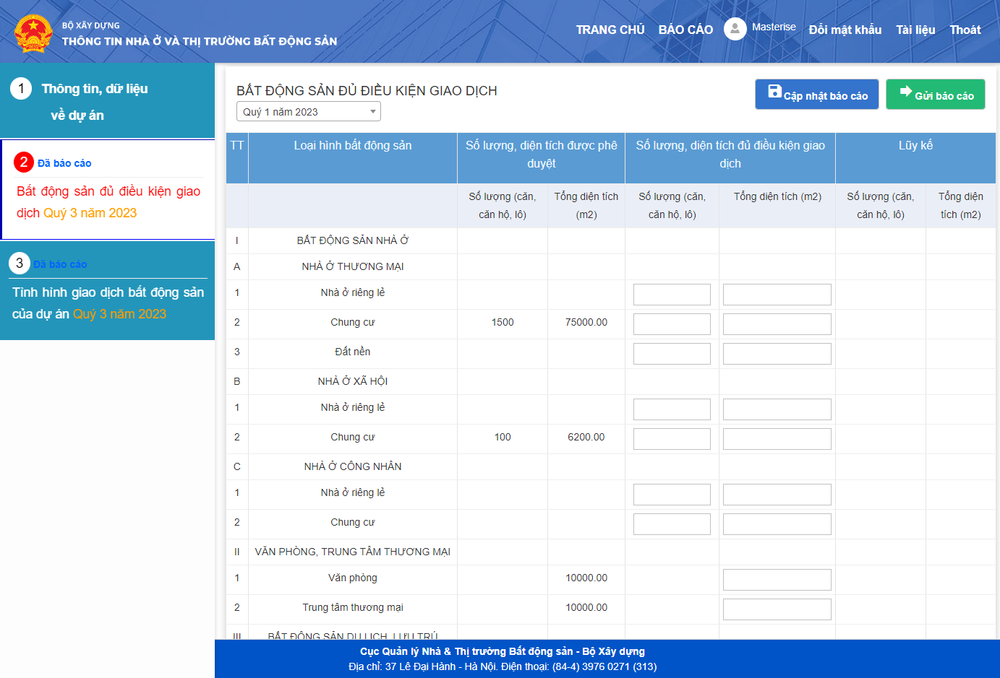 BỘ XÂY DỰNG
THÔNG TIN NHÀ Ở VÀ THỊ TRƯỜNG BẤT ĐỘNG SẢN
TRANG CHỦ BÁO CÁO Masterise Đổi mật khẩu Tài liệu Thoát
1 Thông tin, dữ liệu
về dự án
2 Đã báo cáo
Bất động sản đủ điều kiện giao
dịch Quý 3 năm 2023
3 Đã báo cáo
Tình hình giao dịch bất động sản
của dự án Quý 3 năm 2023
BẤT ĐỘNG SẢN ĐỦ ĐIỀU KIỆN GIAO DỊCH
Quý 1 năm 2023
Cập nhật báo cáo Gửi báo cáo
TT Loại hình bất động sản Số lượng, diện tích được phê Số lượng, diện tích đủ điều kiện giao Lũy kế
duyệt dịch
Số lượng (căn, Tổng diện tích Số lượng (căn, Tổng diện tích (m2) Số lượng (căn, Tổng diện
căn hộ, lô) (m2) căn hộ, lô) căn hộ, lô) tích (m2)
I BẤT ĐỘNG SẢN NHÀ Ở
A NHÀ Ở THƯƠNG MẠI
1 Nhà ở riêng lẻ
2 Chung cư 1500 75000.00
3 Đất nền
B NHÀ Ở XÃ HỘI
1 Nhà ở riêng lẻ
2 Chung cư 100 6200.00
C NHÀ Ở CÔNG NHÂN
1 Nhà ở riêng lẻ
2 Chung cư
II VĂN PHÒNG, TRUNG TÂM THƯƠNG MẠI
1 Văn phòng 10000.00
2 Trung tâm thương mại 10000.00
III BẤT ĐỘNG SẢN DU LỊCH, LƯU TRÚ
Cục Quản lý Nhà & Thị trường Bất động sản - Bộ Xây dựng
Địa chỉ: 37 Lê Đại Hành - Hà Nội. Điện thoại: (84-4) 3976 0271 (313)